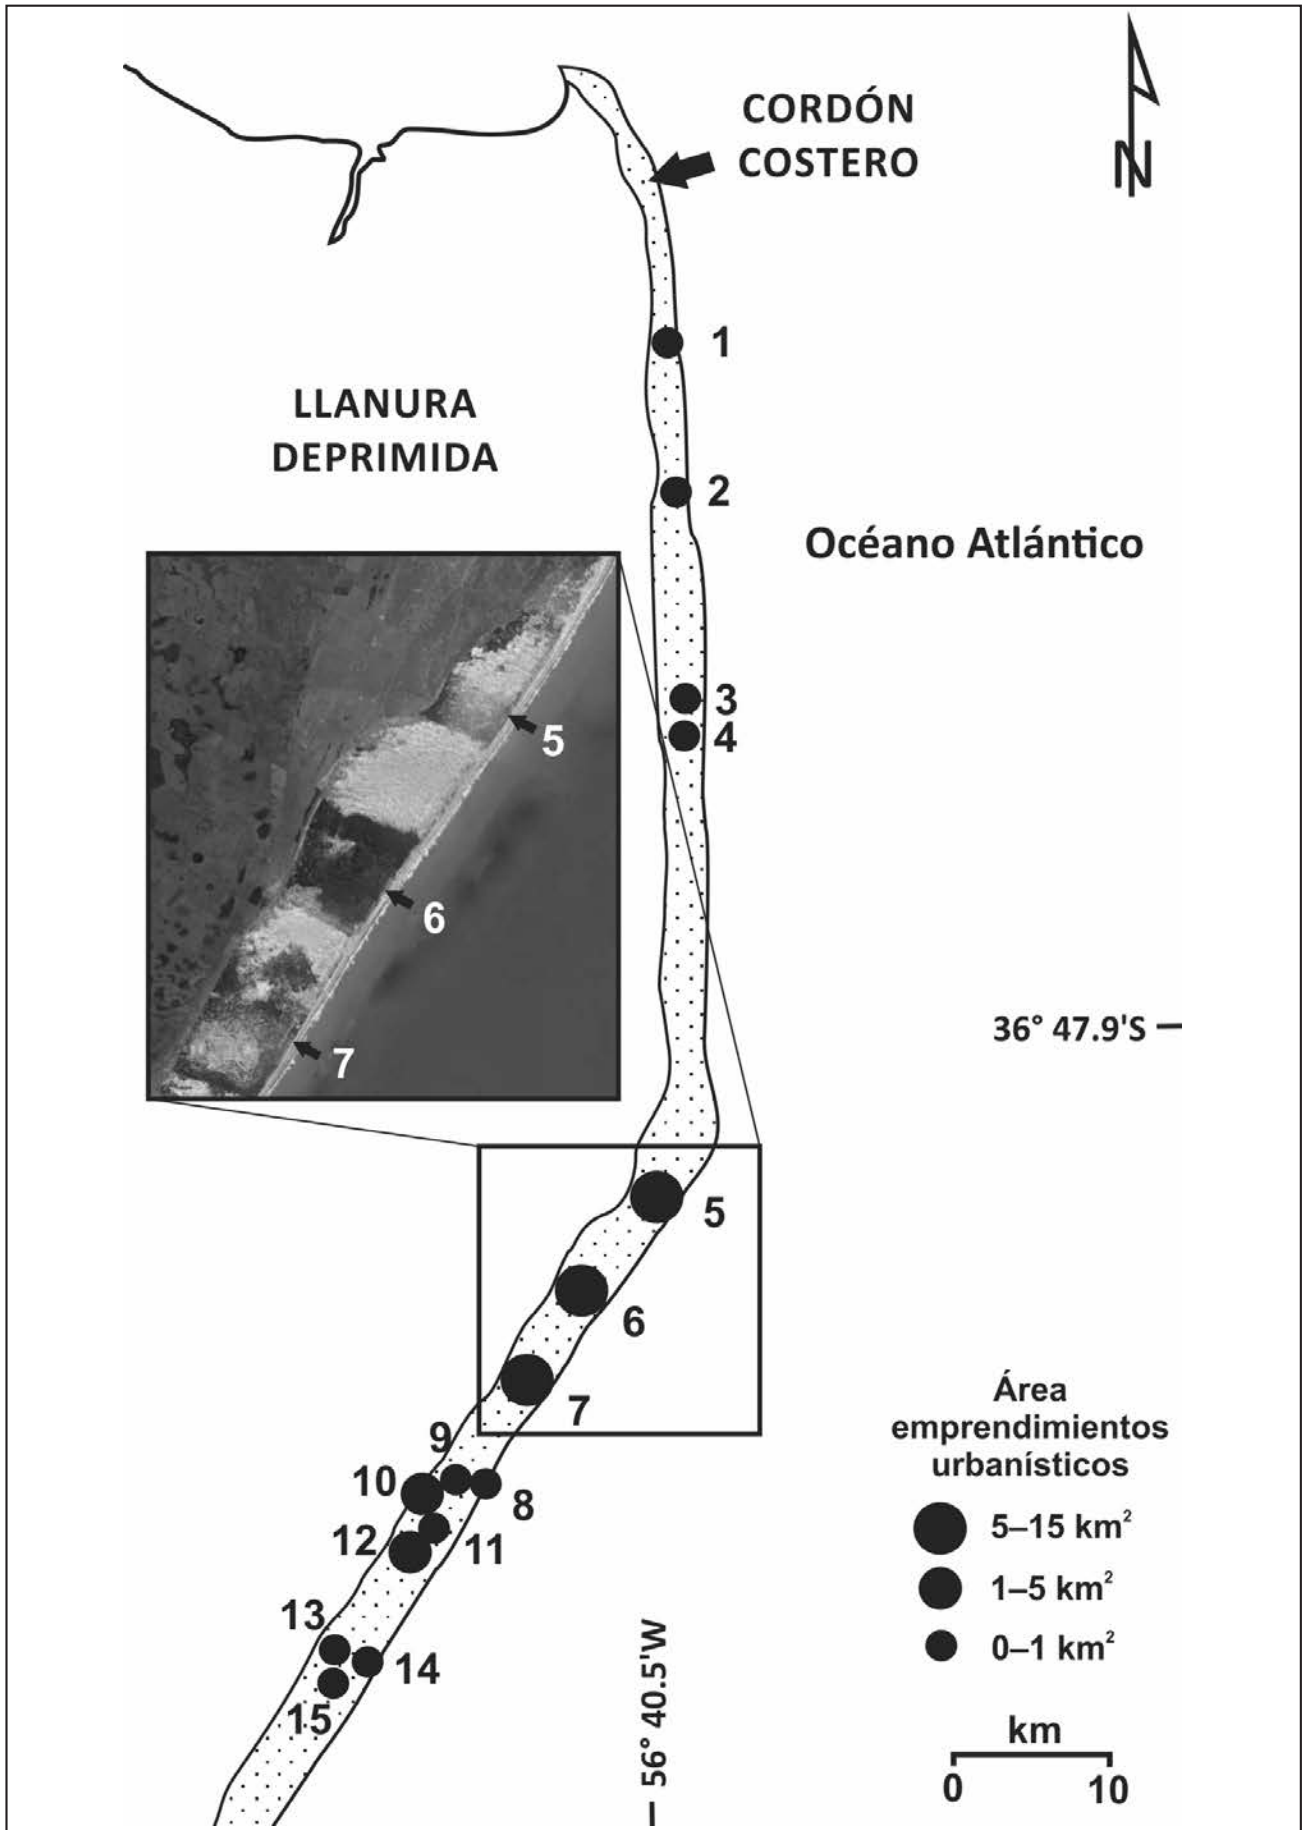 CORDÓN
COSTERO
N
1
LLANURA
DEPRIMIDA
2
Océano Atlántico
3
4
5
6
7
36° 47.9'S
5
6
7
9
10
8
12
11
13
14
15
56° 40.5'W
Área
emprendimientos
urbanísticos
5–15 km²
1–5 km²
0–1 km²
km
0 10